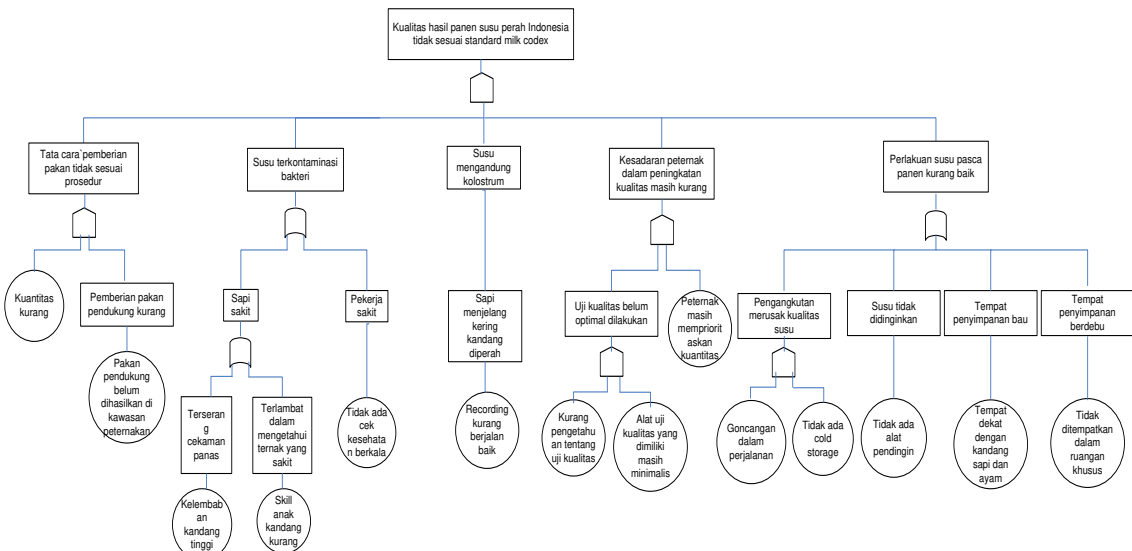 Kualitas hasil panen susu perah Indonesia
tidak sesuai standard milk codex
Tata cara`pemberian
pakan tidak sesuai
prosedur
Susu terkontaminasi
bakteri
Susu
mengandung
kolostrum
Kesadaran peternak
dalam peningkatan
kualitas masih kurang
Perlakuan susu pasca
panen kurang baik
Kuantitas
kurang
Pemberian pakan
pendukung kurang
Sapi
sakit
Pekerja
sakit
Sapi
menjelang
kering
kandang
diperah
Uji kualitas belum
optimal dilakukan
Peternak
masih
mempriorit
askan
kuantitas
Pengangkutan
merusak kualitas
susu
Susu tidak
didinginkan
Tempat
penyimpanan bau
Tempat
penyimpanan
berdebu
Pakan
pendukung
belum
dihasilkan di
kawasan
peternakan
Terseran
g
cekaman
panas
Terlambat
dalam
mengetahui
ternak yang
sakit
Tidak ada
cek
kesehata
n berkala
Recording
kurang
berjalan
baik
Kurang
pengetahu
an tentang
uji kualitas
Alat uji
kualitas yang
dimiliki
masih
minimalis
Goncangan
dalam
perjalanan
Tidak ada
cold
storage
Tidak ada
alat
pendingin
Tempat
dekat
dengan
kandang
sapi dan
ayam
Tidak
ditempatkan
dalam
ruangan
khusus
Kelembab
an
kandang
tinggi
Skill
anak
kandang
kurang